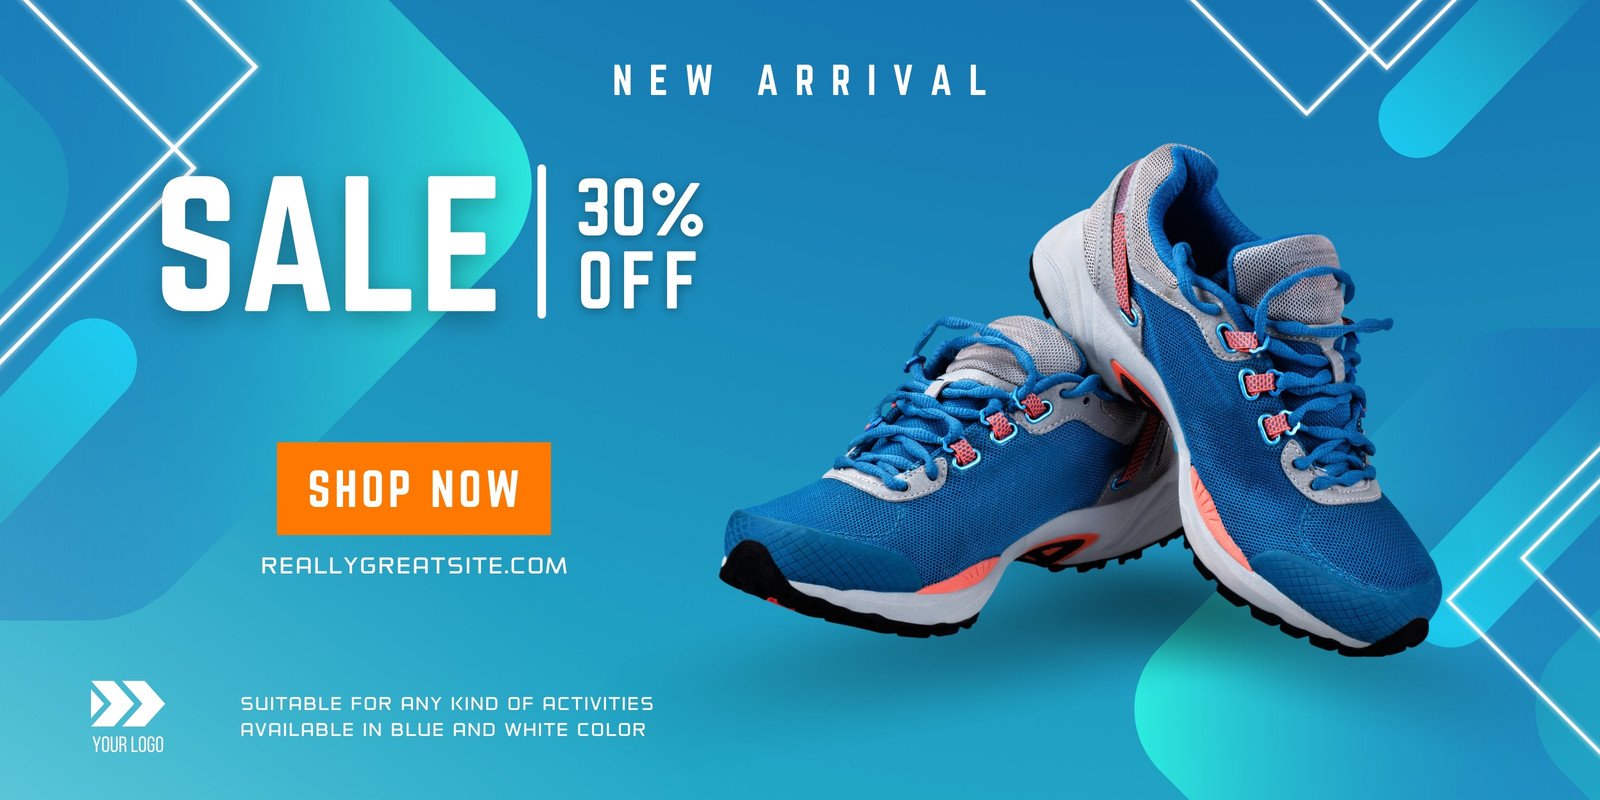 NEW ARRIVAL
SALE
30%
OFF
SHOP NOW
REALLYGREATSITE.COM
SUITABLE FOR ANY KIND OF ACTIVITIES
AVAILABLE IN BLUE AND WHITE COLOR
YOUR LOGO